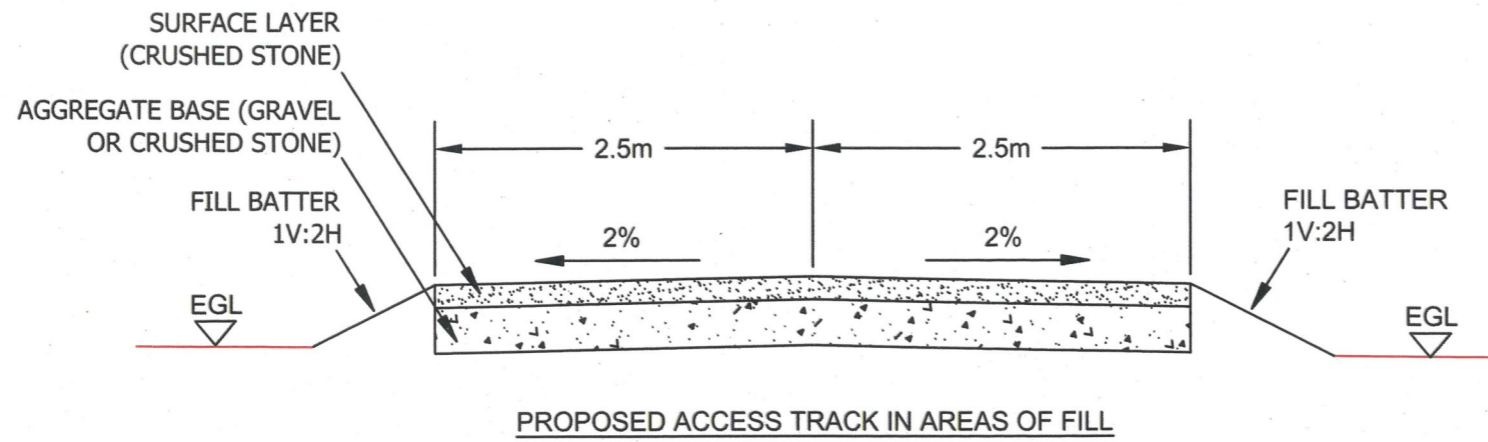 SURFACE LAYER
(CRUSHED STONE)
AGGREGATE BASE (GRAVEL
OR CRUSHED STONE)
2.5m
2.5m
FILL BATTER
1V:2H
FILL BATTER
1V:2H
2%
2%
EGL
EGL
PROPOSED ACCESS TRACK IN AREAS OF FILL